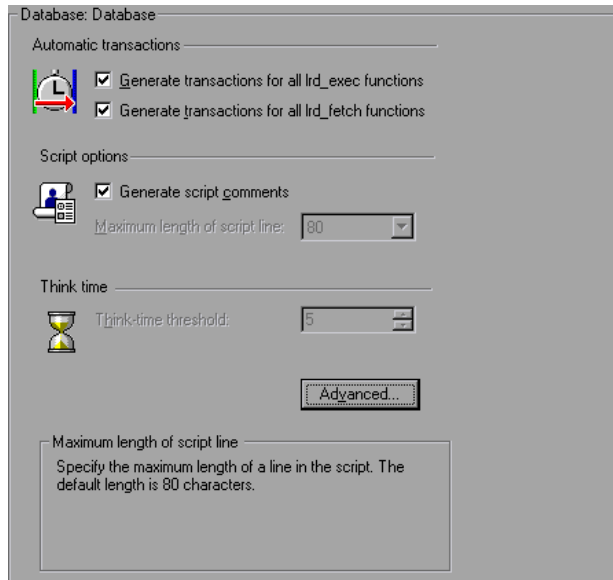 Database: Database
Automatic transactions
Generate transactions for all lrd_exec functions
Generate transactions for all lrd_fetch functions
Script options
Generate script comments
Maximum length of script line:
80
Think time
Think-time threshold:
5
Advanced...
Maximum length of script line
Specify the maximum length of a line in the script. The
default length is 80 characters.